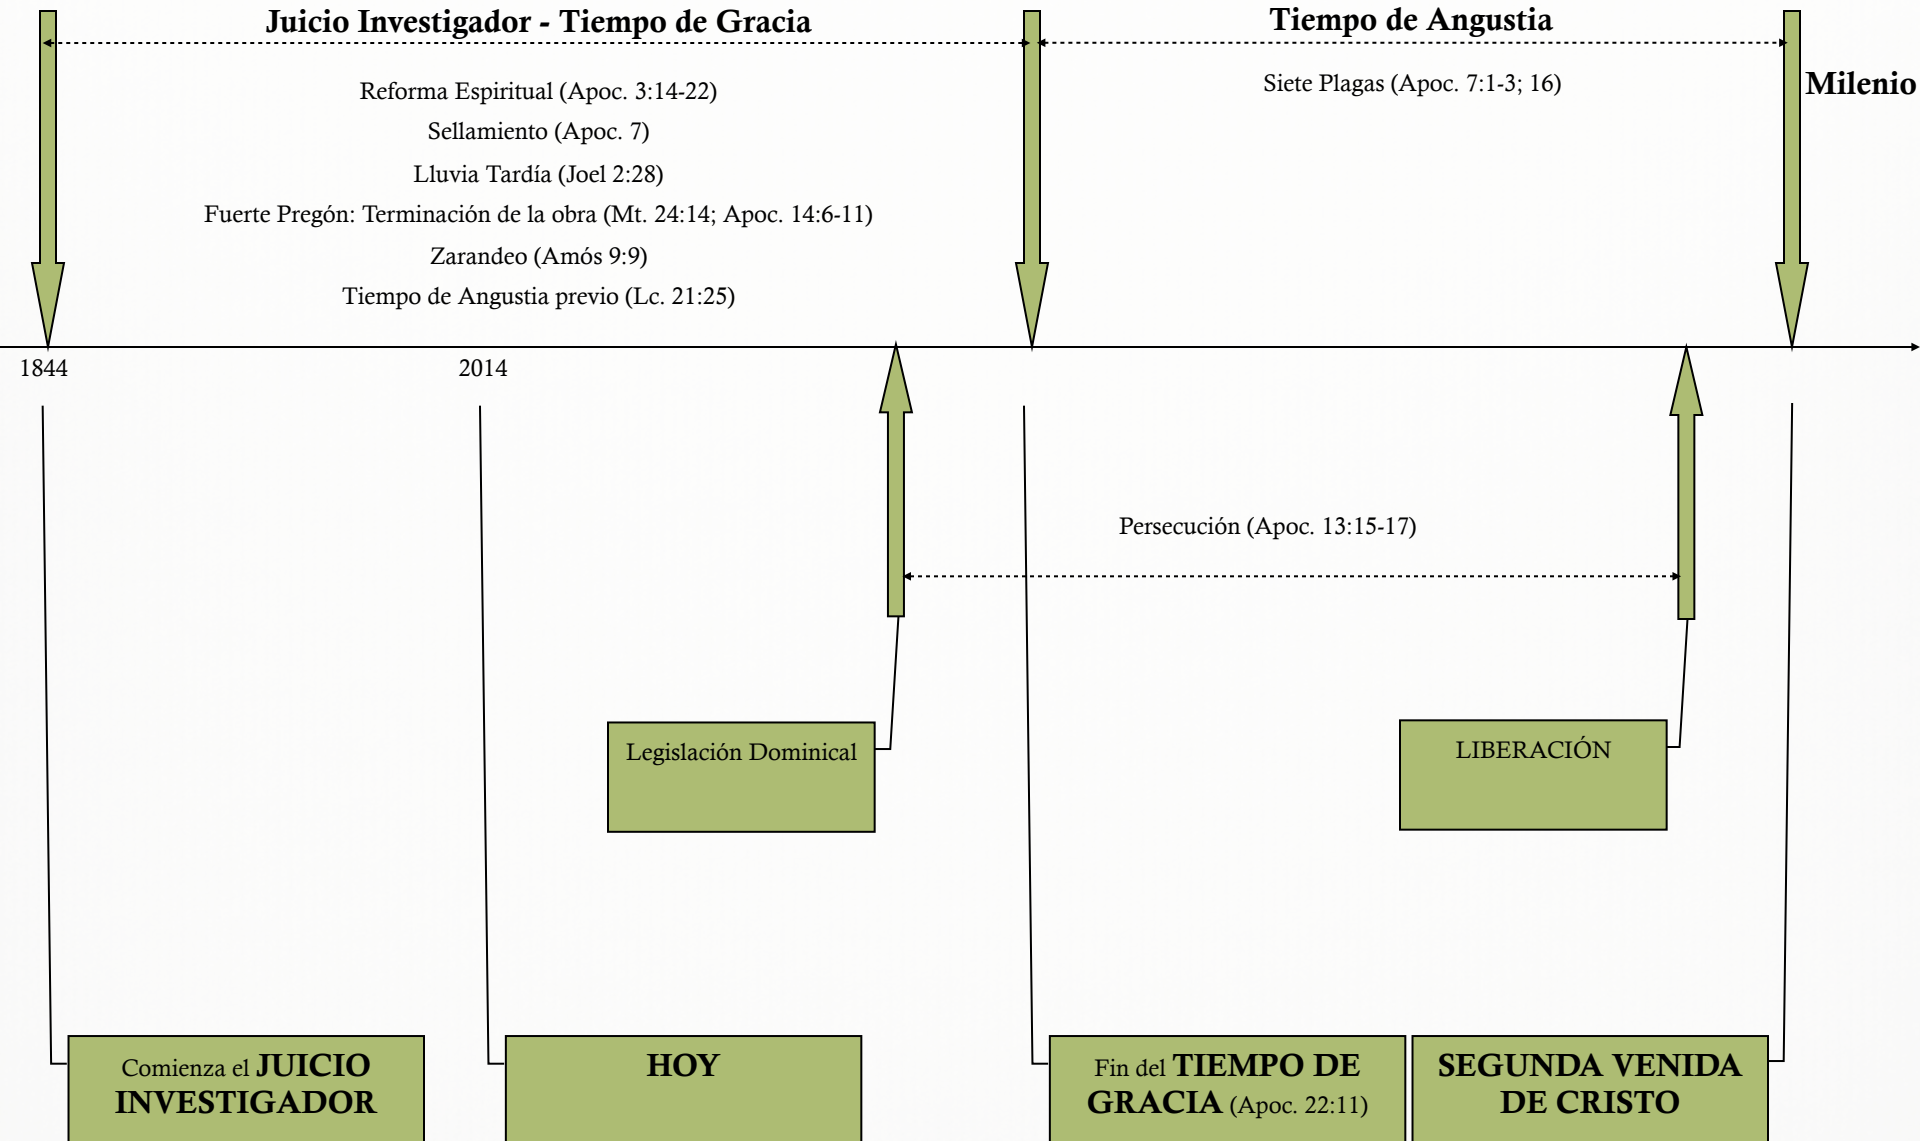 Juicio Investigador - Tiempo de Gracia
Tiempo de Angustia
Reforma Espiritual (Apoc. 3:14-22)
Siete Plagas (Apoc. 7:1-3; 16)
Milenio
Sellamiento (Apoc. 7)
Lluvia Tardía (Joel 2:28)
Fuerte Pregón: Terminación de la obra (Mt. 24:14; Apoc. 14:6-11)
Zarandeo (Amós 9:9)
Tiempo de Angustia previo (Lc. 21:25)
1844
2014
Persecución (Apoc. 13:15-17)
Legislación Dominical
LIBERACIÓN
Comienza el JUICIO
INVESTIGADOR
HOY
Fin del TIEMPO DE
GRACIA (Apoc. 22:11)
SEGUNDA VENIDA
DE CRISTO